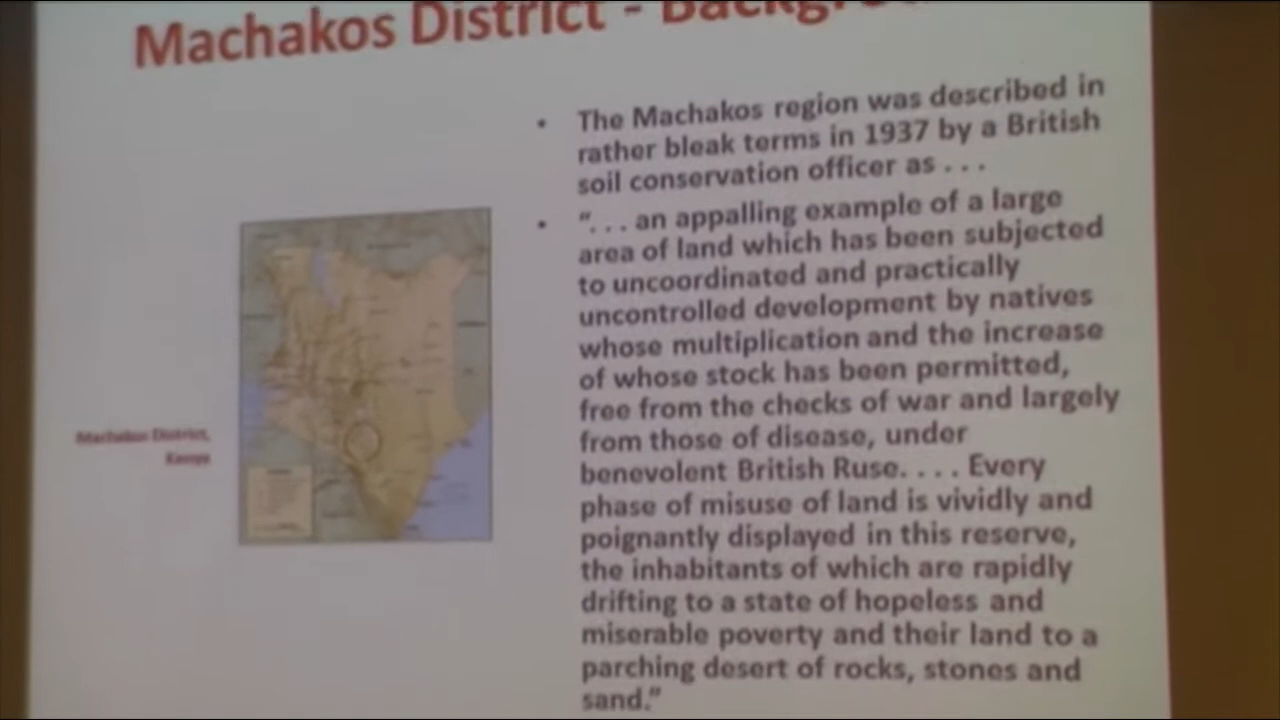 Machakos District - Background
• The Machakos region was described in
rather bleak terms in 1937 by a British
soil conservation officer as . . .
• “. . . an appalling example of a large
area of land which has been subjected
to uncoordinated and practically
uncontrolled development by natives
whose multiplication and the increase
of whose stock has been permitted,
free from the checks of war and largely
from those of disease, under
benevolent British Ruse. . . . Every
phase of misuse of land is vividly and
poignantly displayed in this reserve,
the inhabitants of which are rapidly
drifting to a state of hopeless and
miserable poverty and their land to a
parching desert of rocks, stones and
sand.”
Machakos District,
Kenya